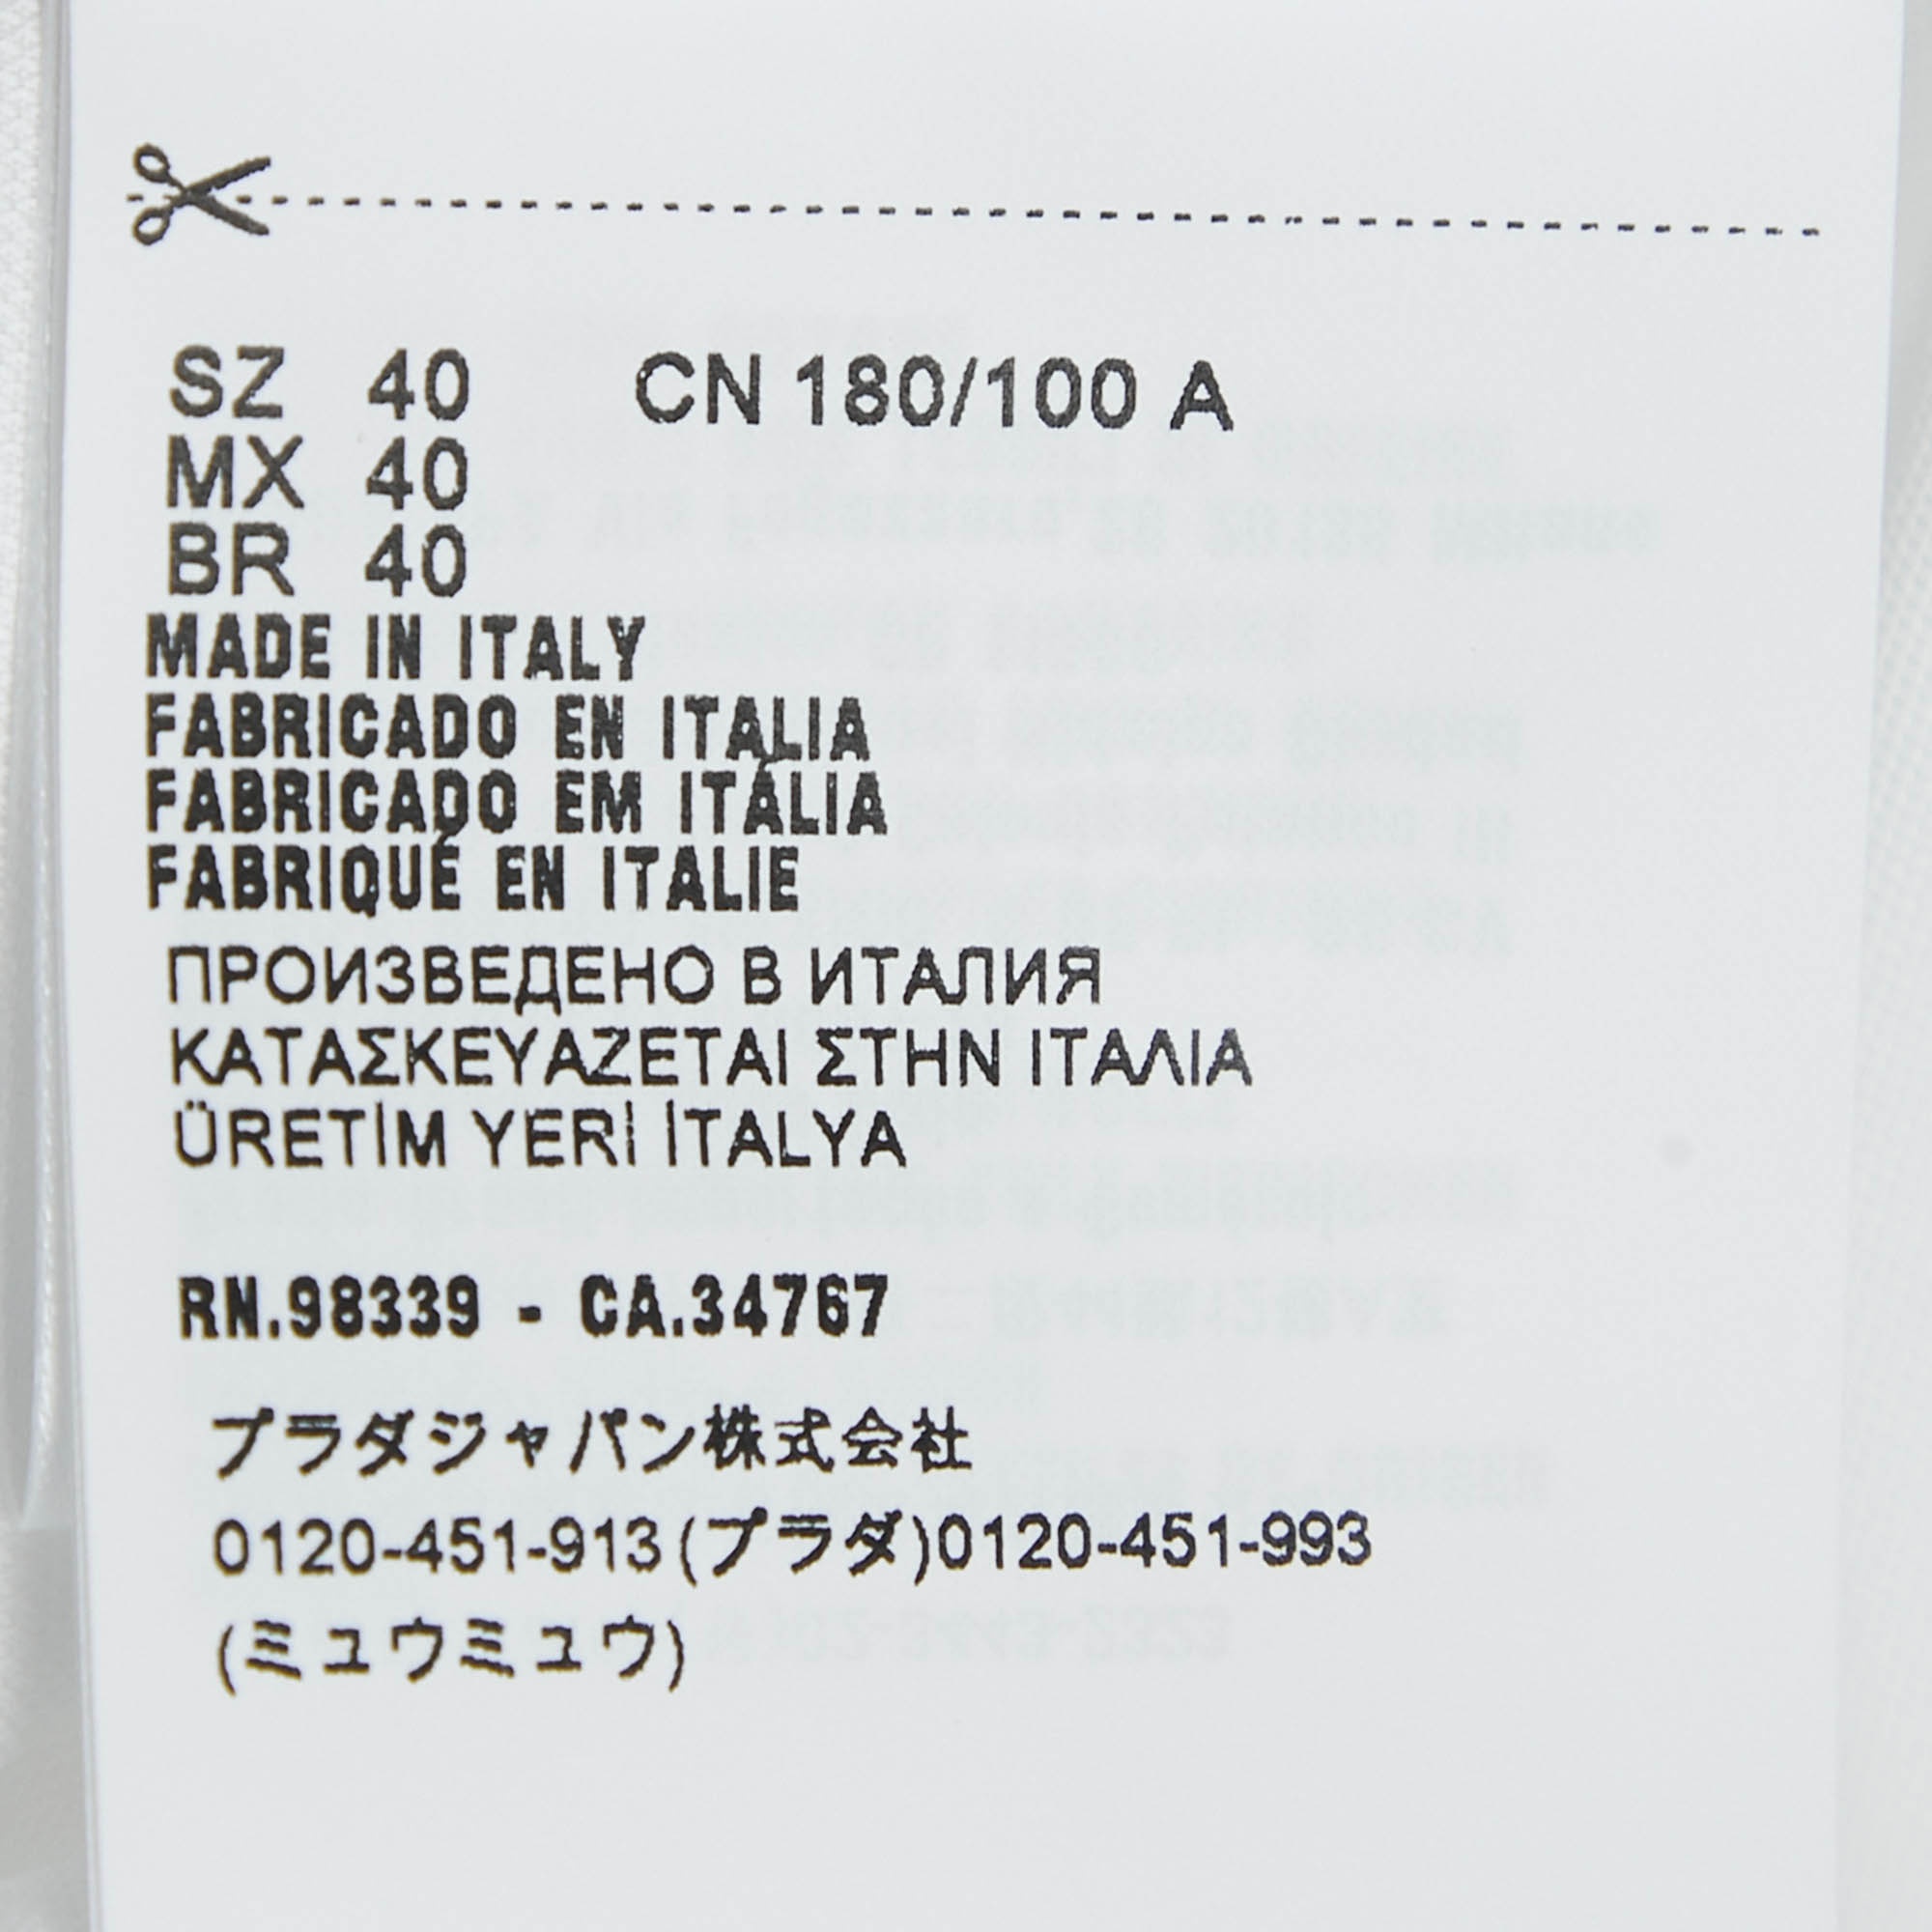 SZ 40 CN 180/100 A
MX 40
BR 40
MADE IN ITALY
FABRICADO EN ITALIA
FABRICADO EM ITÁLIA
FABRIQUÉ EN ITALIE
ПРОИЗВЕДЕНО В ИТАЛИЯ
ΚΑΤΑΣΚΕΥΑΖΕΤΑΙ ΣΤΗΝ ΙΤΑΛΙΑ
ÜRETİM YERİ İTALYA
RN.98339 - CA.34767
プラダジャパン株式会社
0120-451-913(プラダ)0120-451-993
(ミュウミュウ)